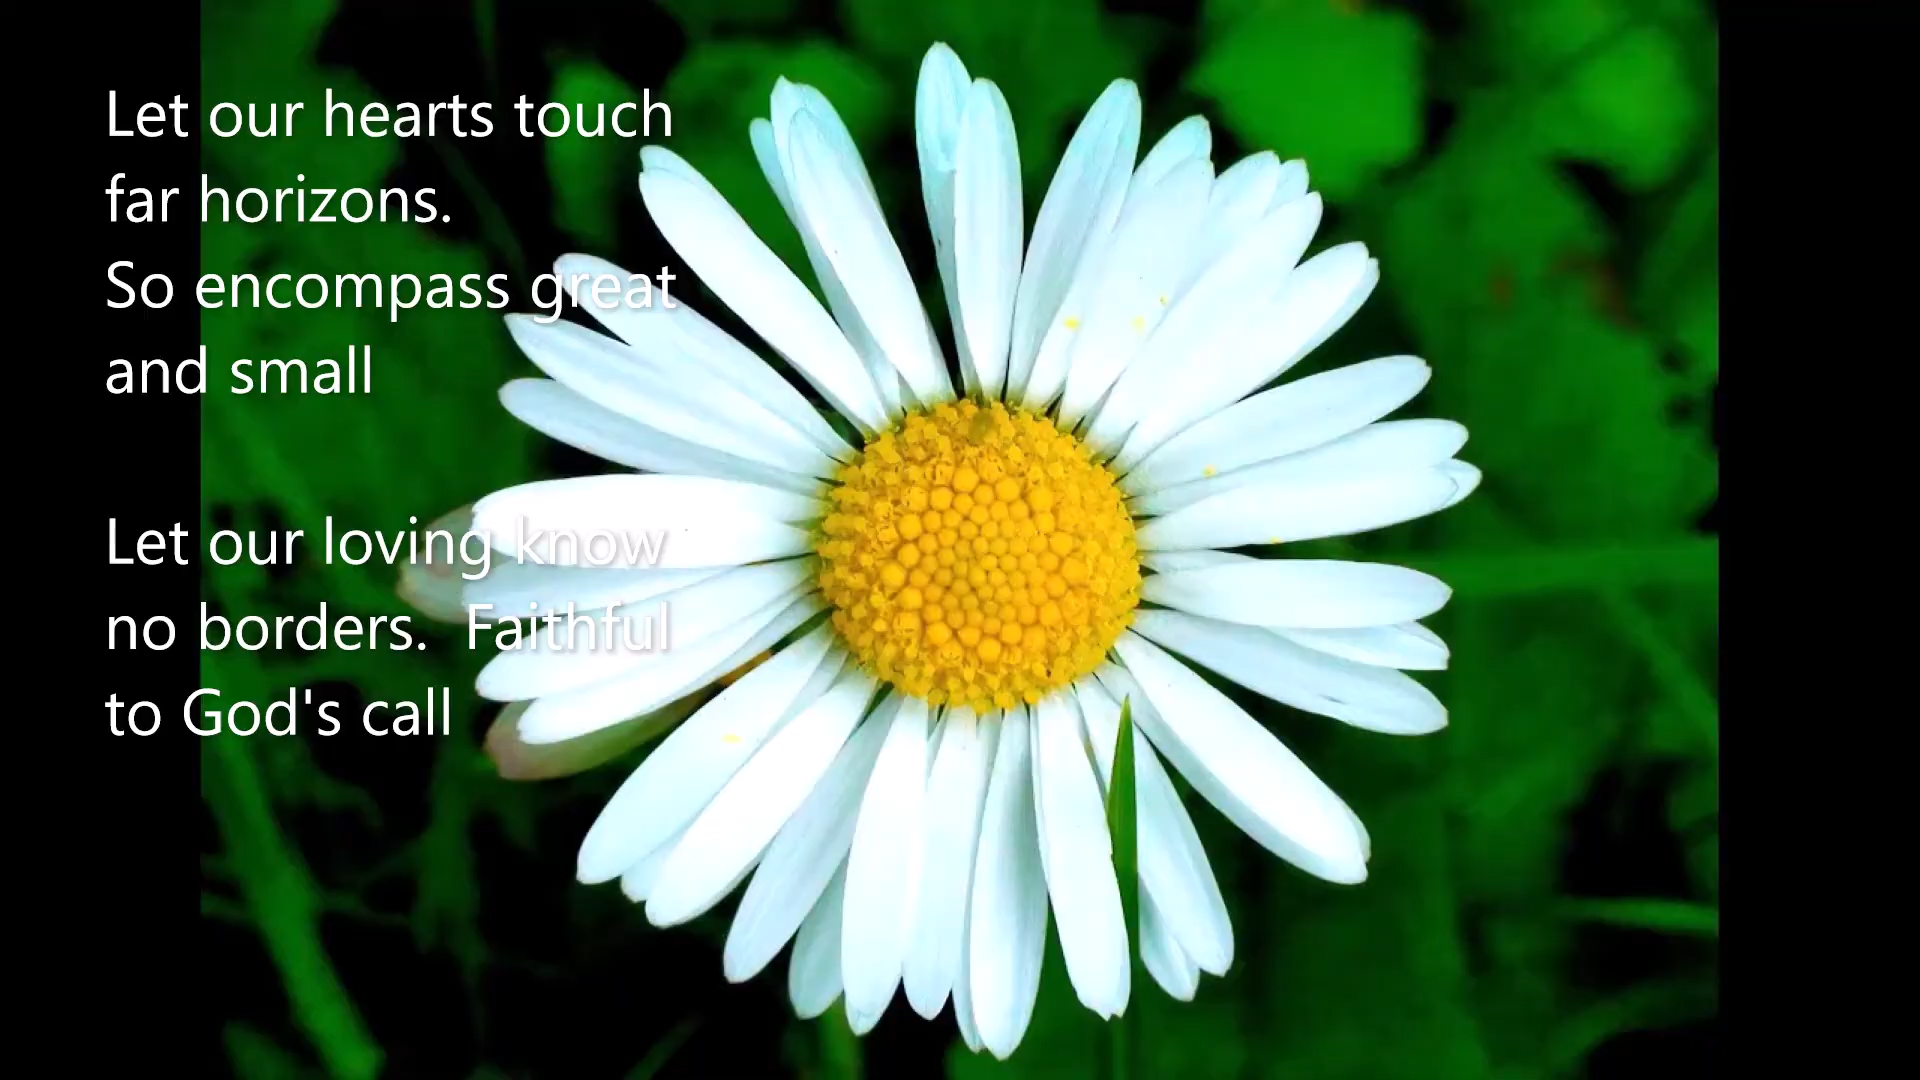 Let our hearts touch
far horizons.
So encompass great
and small
Let our loving know
no borders.  Faithful
to God's call